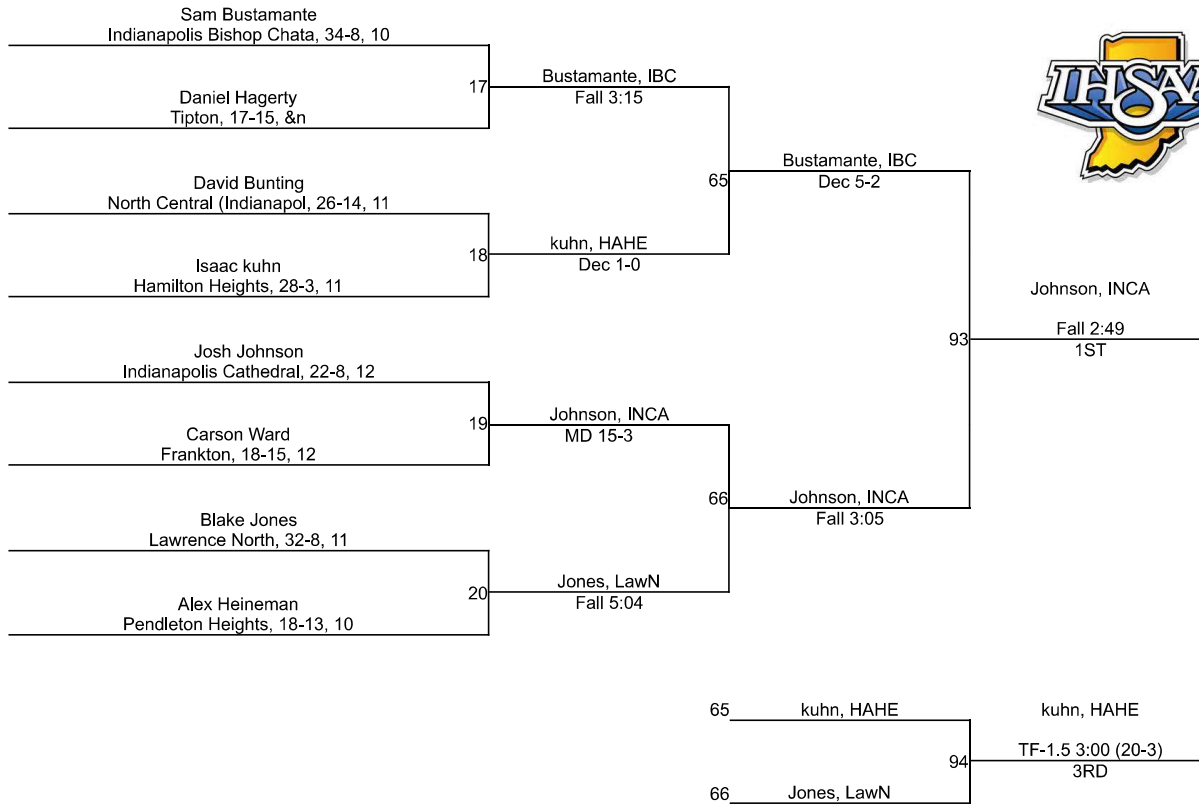 Sam Bustamante
Indianapolis Bishop Chata, 34-8, 10
17
Bustamante, IBC
Fall 3:15
Daniel Hagerty
Tipton, 17-15, &n
65
Bustamante, IBC
Dec 5-2
David Bunting
North Central (Indianapol, 26-14, 11
18
kuhn, HAHE
Dec 1-0
Isaac kuhn
Hamilton Heights, 28-3, 11
IHSAA
93
Johnson, INCA
Fall 2:49
1ST
Josh Johnson
Indianapolis Cathedral, 22-8, 12
19
Johnson, INCA
MD 15-3
Carson Ward
Frankton, 18-15, 12
66
Johnson, INCA
Fall 3:05
Blake Jones
Lawrence North, 32-8, 11
20
Jones, LawN
Fall 5:04
Alex Heineman
Pendleton Heights, 18-13, 10
65
kuhn, HAHE
94
kuhn, HAHE
TF-1.5 3:00 (20-3)
3RD
66
Jones, LawN